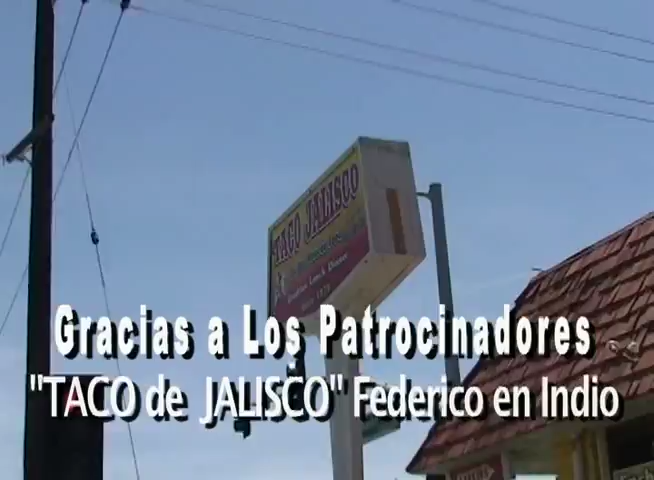 TACO JALISCO
Gracias a Los Patrocinadores
"TACO de JALISCO" Federico en Indio